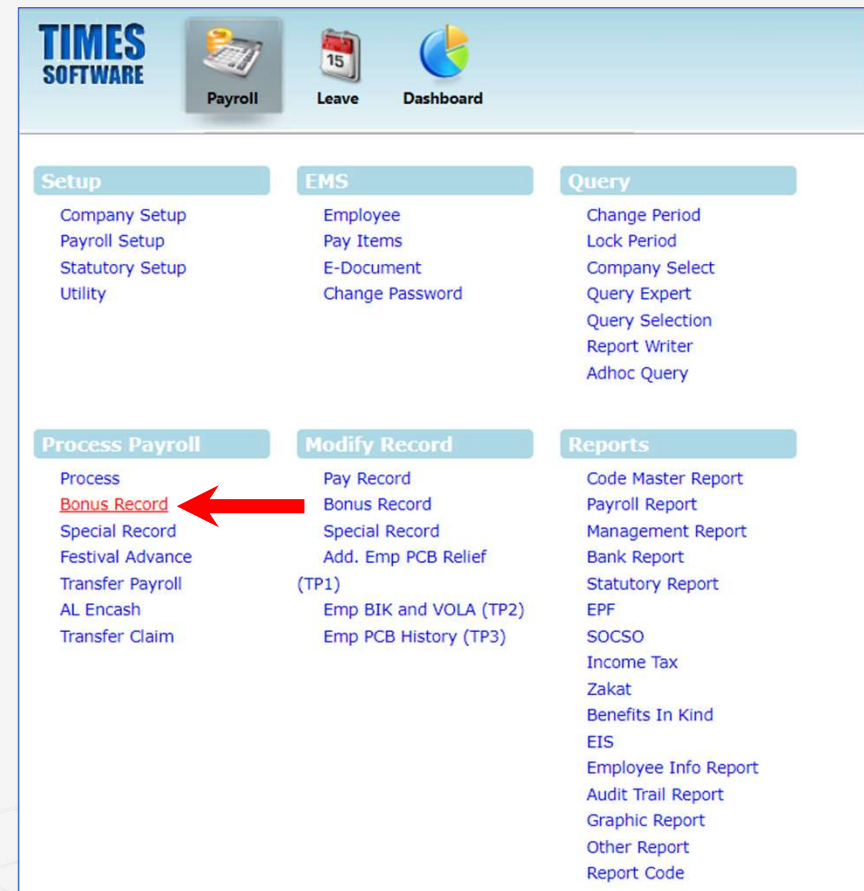 TIMES
SOFTWARE
15
Payroll
Leave
Dashboard
Setup
Company Setup
Payroll Setup
Statutory Setup
Utility
EMS
Employee
Pay Items
E-Document
Change Password
Query
Change Period
Lock Period
Company Select
Query Expert
Query Selection
Report Writer
Adhoc Query
Process Payroll
Process
Bonus Record
Special Record
Festival Advance
Transfer Payroll
AL Encash
Transfer Claim
Modify Record
Pay Record
Bonus Record
Special Record
Add. Emp PCB Relief
(TP1)
Emp BIK and VOLA (TP2)
Emp PCB History (TP3)
Reports
Code Master Report
Payroll Report
Management Report
Bank Report
Statutory Report
EPF
SOCSO
Income Tax
Zakat
Benefits In Kind
EIS
Employee Info Report
Audit Trail Report
Graphic Report
Other Report
Report Code